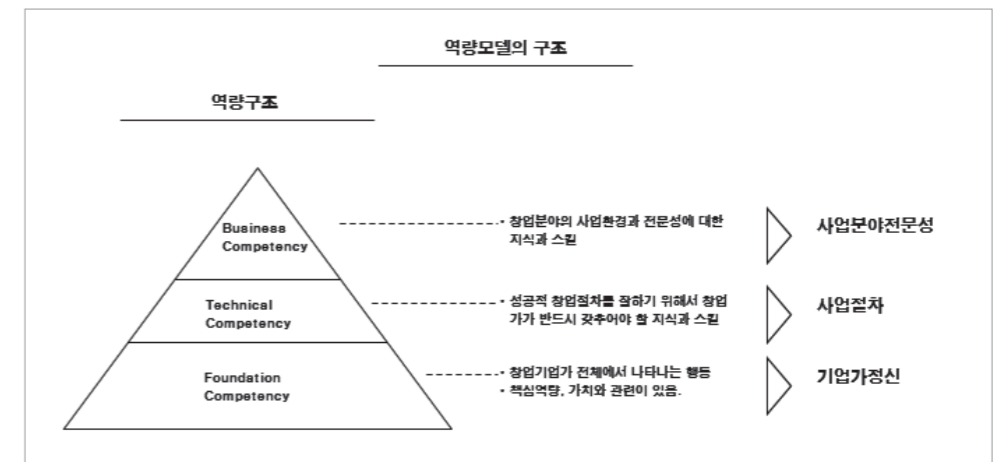 역량모델의 구조
역량구조
Business
Competency
• 창업분야의 사업환경과 전문성에 대한
지식과 스킬
사업분야전문성
Technical
Competency
• 성공적 창업절차를 잘하기 위해서 창업
가가 반드시 갖추어야 할 지식과 스킬
사업절차
Foundation
Competency
• 창업기업가 전체에서 나타나는 행동
• 핵심역량, 가치와 관련이 있음.
기업가정신